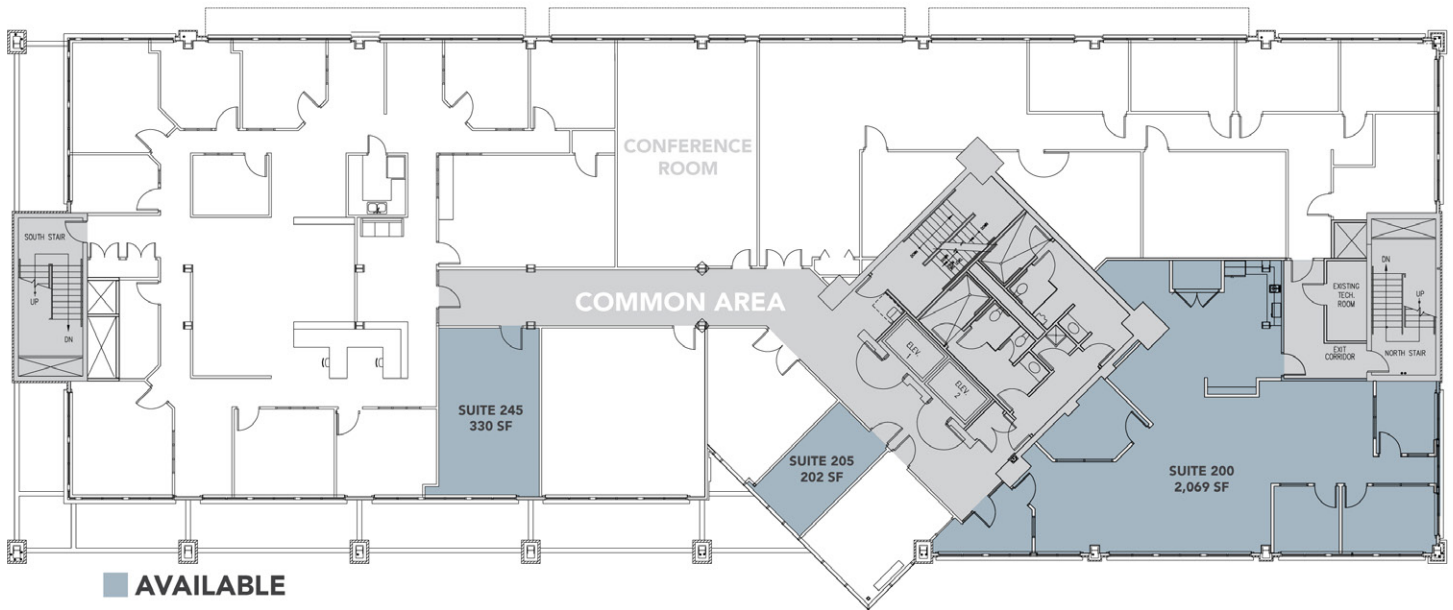 CONFERENCE
ROOM
SOUTH STAIR
UP
DN
COMMON AREA
ELEV.
1
ELEV.
2
EXISTING
TECH.
ROOM
DN
UP
EXIT
CORRIDOR
NORTH STAIR
SUITE 245
330 SF
SUITE 205
202 SF
SUITE 200
2,069 SF
AVAILABLE